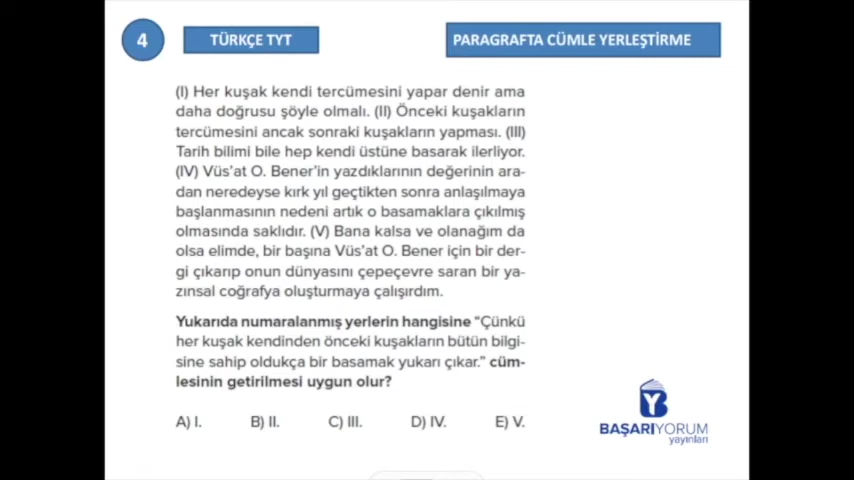 4
TÜRKÇE TYT
PARAGRAFTA CÜMLE YERLEŞTİRME
(I) Her kuşak kendi tercümesini yapar denir ama
daha doğrusu şöyle olmalı. (II) Önceki kuşakların
tercümesini ancak sonraki kuşakların yapması. (III)
Tarih bilimi bile hep kendi üstüne basarak ilerliyor.
(IV) Vüs’at O. Bener’in yazdıklarının değerinin ara-
dan neredeyse kırk yıl geçtikten sonra anlaşılmaya
başlanmasının nedeni artık o basamaklara çıkılmış
olmasında saklıdır. (V) Bana kalsa ve olanağım da
olsa elimde, bir başına Vüs’at O. Bener için bir der-
gi çıkarıp onun dünyasını çepeçevre saran bir ya-
zınsal coğrafya oluşturmaya çalışırdım.
Yukarıda numaralanmış yerlerin hangisine “Çünkü
her kuşak kendinden önceki kuşakların bütün bilgi-
sine sahip oldukça bir basamak yukarı çıkar.” cüm-
lesinin getirilmesi uygun olur?
A) I. B) II. C) III. D) IV. E) V.
BAŞARIYORUM
yayınları